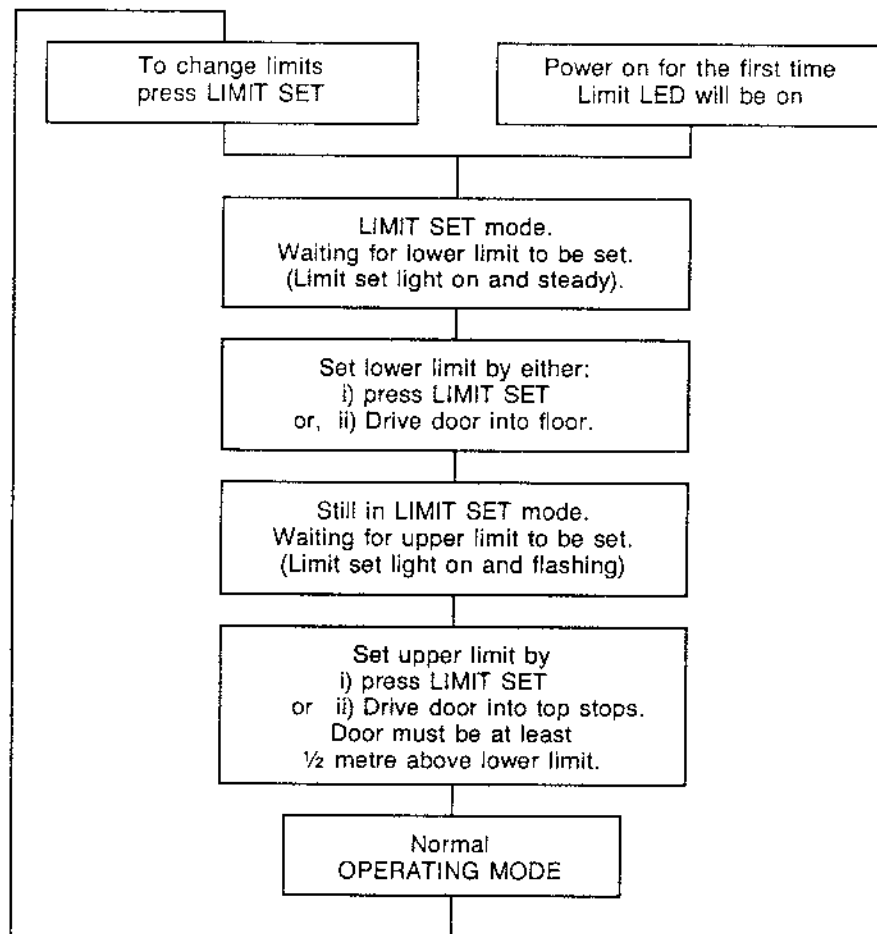 To change limits
press LIMIT SET
Power on for the first time
Limit LED will be on
LIMIT SET mode.
Waiting for lower limit to be set.
(Limit set light on and steady).
Set lower limit by either:
i) press LIMIT SET
or, ii) Drive door into floor.
Still in LIMIT SET mode.
Waiting for upper limit to be set.
(Limit set light on and flashing)
Set upper limit by
i) press LIMIT SET
or ii) Drive door into top stops.
Door must be at least
½ metre above lower limit.
Normal
OPERATING MODE